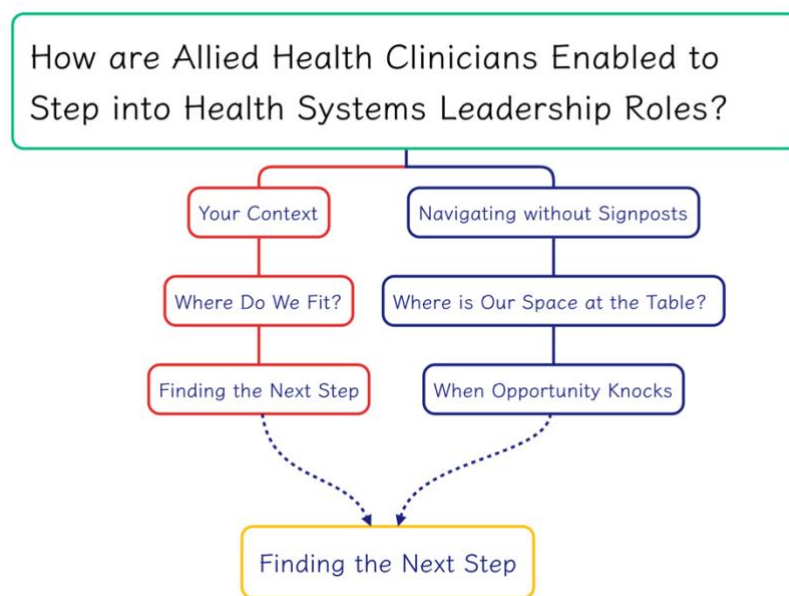 How are Allied Health Clinicians Enabled to
Step into Health Systems Leadership Roles?
Your Context
Navigating without Signposts
Where Do We Fit?
Where is Our Space at the Table?
Finding the Next Step
When Opportunity Knocks
Finding the Next Step